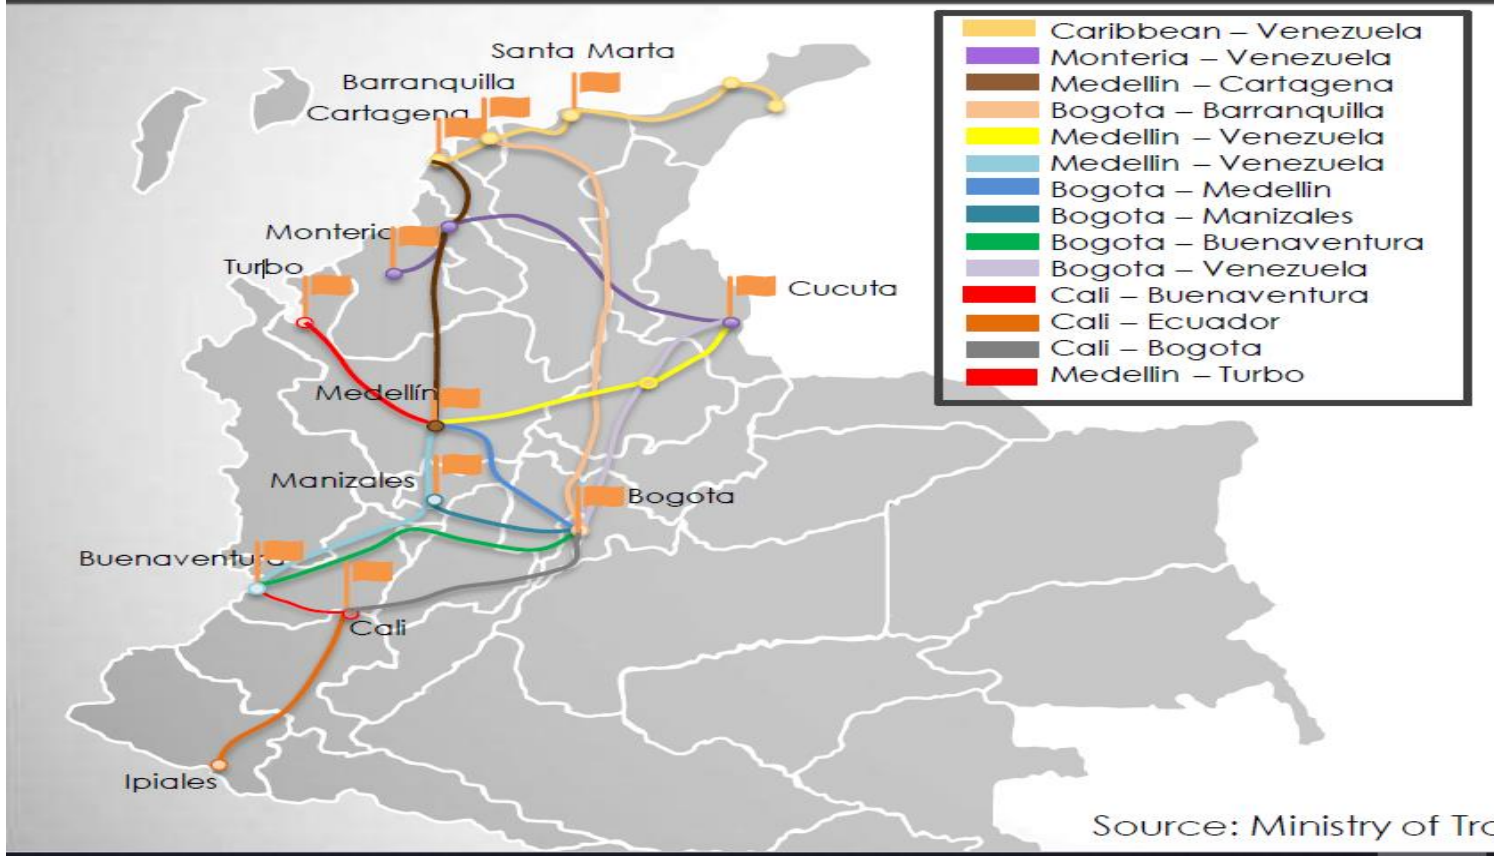 Santa Marta
Barranquilla
Cartagena
Monteria
Turbo
Cucuta
Medellín
Manizales
Bogota
Buenaventura
Cali
Ipiales
Caribbean – Venezuela
Monteria – Venezuela
Medellin – Cartagena
Bogota – Barranquilla
Medellin – Venezuela
Medellin – Venezuela
Bogota – Medellin
Bogota – Manizales
Bogota – Buenaventura
Bogota – Venezuela
Cali – Buenaventura
Cali – Ecuador
Cali – Bogota
Medellin – Turbo
Source: Ministry of